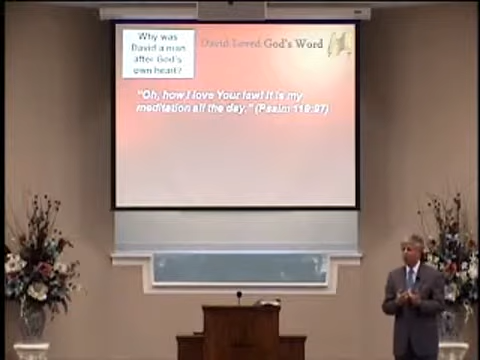 Why was
David a man
after God's
own heart?
David Loved God's Word
"Oh, how I love Your law! It is my
meditation all the day," (Psalm 119:97)